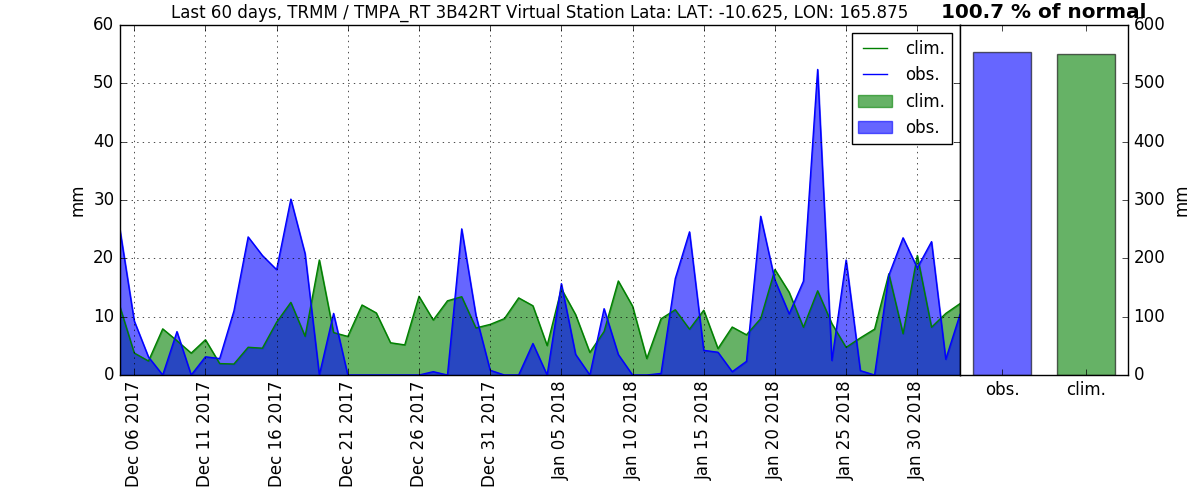 Last 60 days, TRMM / TMPA_RT 3B42RT Virtual Station Lata: LAT: -10.625, LON: 165.875
100.7 % of normal
60
50
40
30
20
10
0
mm
clim.
obs.
clim.
obs.
600
500
400
300
200
100
0
mm
obs.
clim.
Dec 06 2017
Dec 11 2017
Dec 16 2017
Dec 21 2017
Dec 26 2017
Dec 31 2017
Jan 05 2018
Jan 10 2018
Jan 15 2018
Jan 20 2018
Jan 25 2018
Jan 30 2018